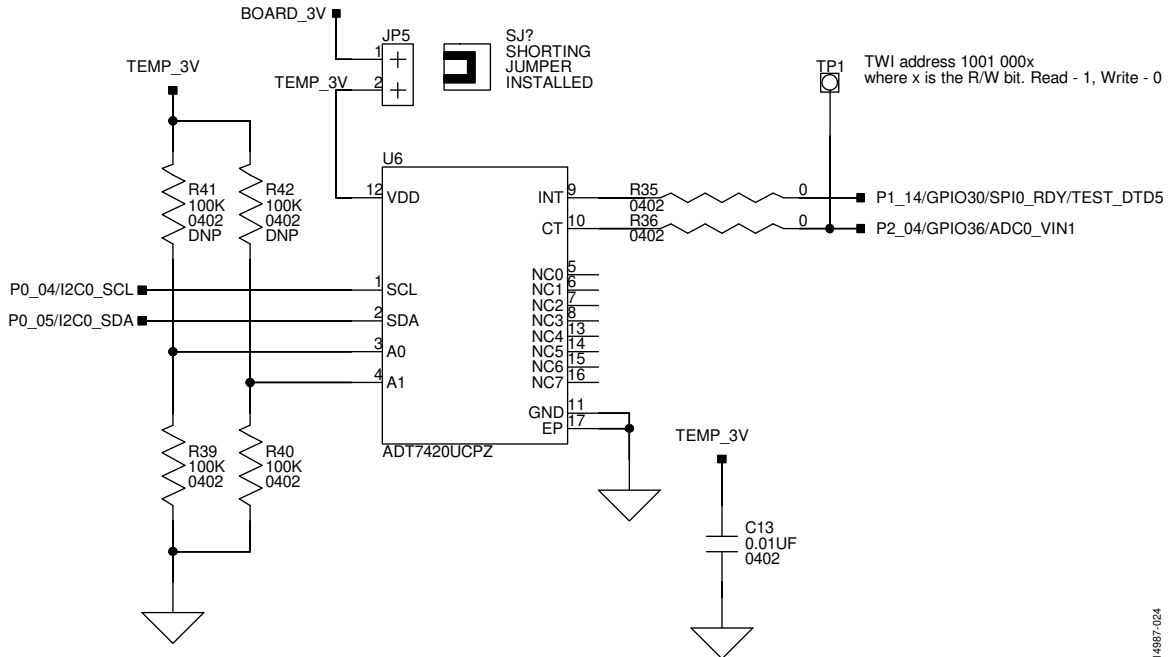 BOARD_3V
JP5
1
2
TEMP_3V
SJ?
SHORTING
JUMPER
INSTALLED
TP1
TWI address 1001 000x
where x is the R/W bit. Read - 1, Write - 0
TEMP_3V
R41
100K
0402
DNP
R42
100K
0402
DNP
U6
12
VDD
INT
9
R35
0402
0
P1_14/GPIO30/SPI0_RDY/TEST_DTD5
CT
10
R36
0402
0
P2_04/GPIO36/ADC0_VIN1
P0_04/I2C0_SCL
1
SCL
P0_05/I2C0_SDA
2
SDA
3
A0
4
A1
NC0
5
NC1
6
NC2
7
NC3
8
NC4
13
NC5
14
NC6
15
NC7
16
GND
11
EP
17
ADT7420UCPZ
R39
100K
0402
R40
100K
0402
TEMP_3V
C13
0.01UF
0402
14987-024